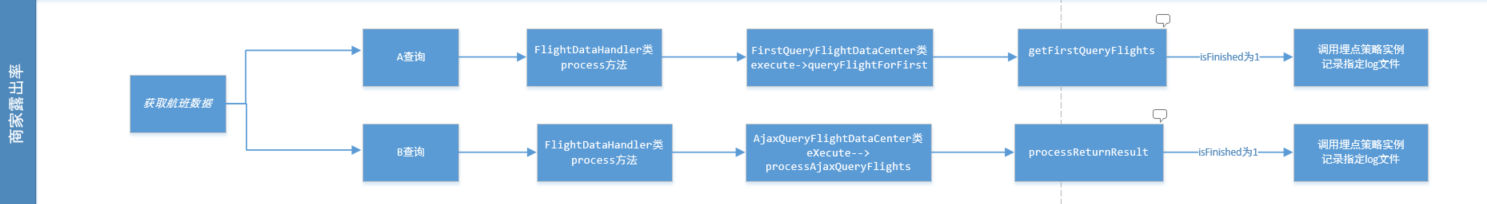 商家露出率
获取航班数据
A查询
FlightDataHandler类
process方法
FirstQueryFlightDataCenter类
execute->queryFlightForFirst
getFirstQueryFlights
isFinished为1
调用埋点策略实例
记录指定log文件
B查询
FlightDataHandler类
process方法
AjaxQueryFlightDataCenter类
eXecute-->
processAjaxQueryFlights
processReturnResult
isFinished为1
调用埋点策略实例
记录指定log文件